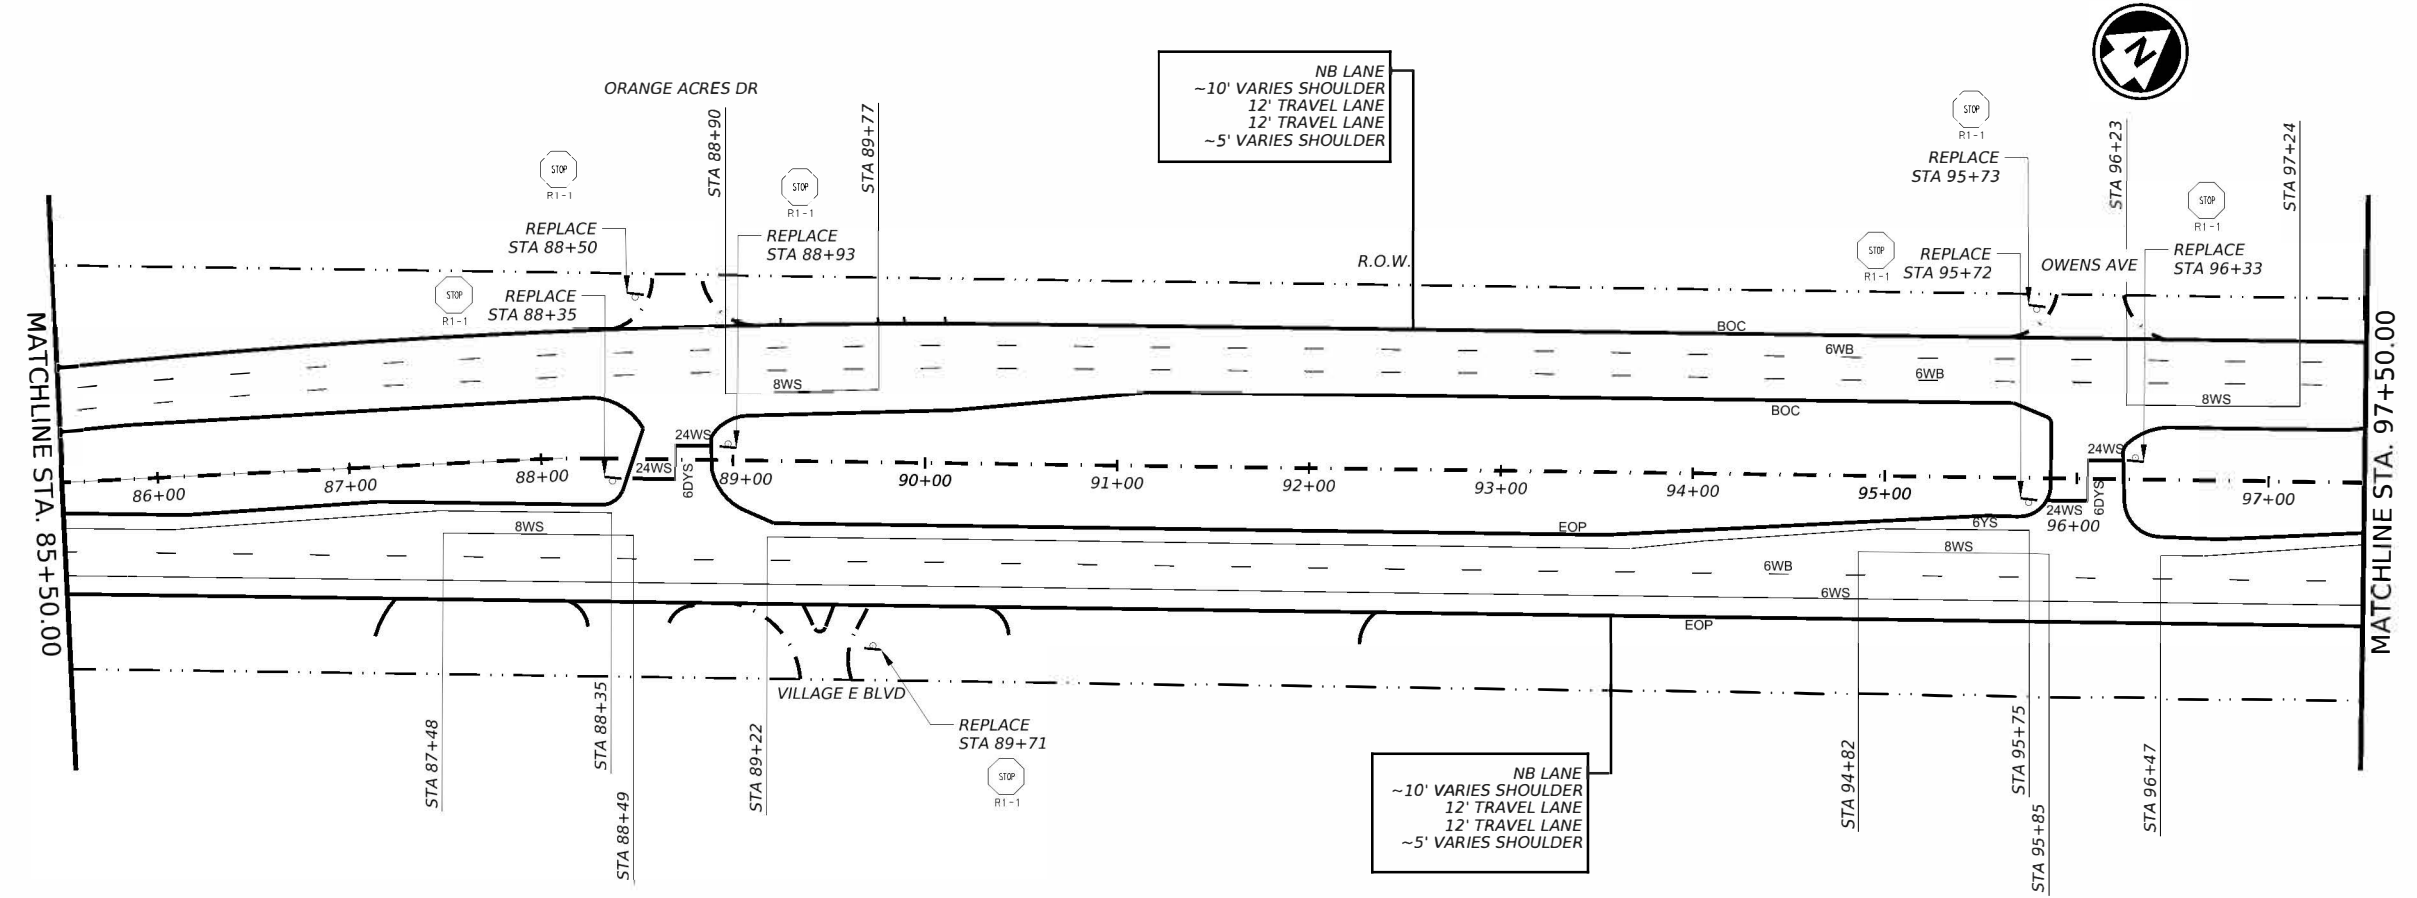 N
ORANGE ACRES DR
NB LANE
~10' VARIES SHOULDER
12' TRAVEL LANE
12' TRAVEL LANE
~5' VARIES SHOULDER
STOP
R1-1
STOP
R1-1
STOP
R1-1
STOP
R1-1
STOP
R1-1
STOP
R1-1
STA 88+90
STA 89+77
REPLACE
STA 88+50
REPLACE
STA 88+93
REPLACE
STA 88+35
REPLACE
STA 95+73
REPLACE
STA 95+72
OWENS AVE
STA 96+23
STA 97+24
REPLACE
STA 96+33
R.O.W.
BOC
6WB
6WB
BOC
8WS
8WS
MATCHLINE STA. 85+50.00
MATCHLINE STA. 97+50.00
24WS
24WS
6DYS
24WS
24WS
6DYS
86+00
87+00
88+00
89+00
90+00
91+00
92+00
93+00
94+00
95+00
96+00
97+00
8WS
EOP
6YS
8WS
6WB
6WS
EOP
VILLAGE E BLVD
REPLACE
STA 89+71
STOP
R1-1
STA 87+48
STA 88+35
STA 88+49
STA 89+22
NB LANE
~10' VARIES SHOULDER
12' TRAVEL LANE
12' TRAVEL LANE
~5' VARIES SHOULDER
STA 94+82
STA 95+75
STA 95+85
STA 96+47